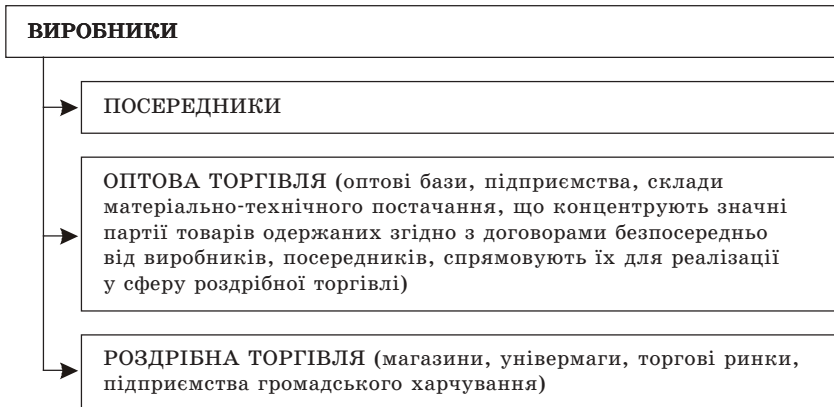 ВИРОБНИКИ
ПОСЕРЕДНИКИ
ОПТОВА ТОРГІВЛЯ (оптові бази, підприємства, склади
матеріально-технічного постачання, що концентрують значні
партії товарів одержаних згідно з договорами безпосередньо
від виробників, посередників, спрямовують їх для реалізації
у сферу роздрібної торгівлі)
РОЗДРІБНА ТОРГІВЛЯ (магазини, універмаги, торгові ринки,
підприємства громадського харчування)